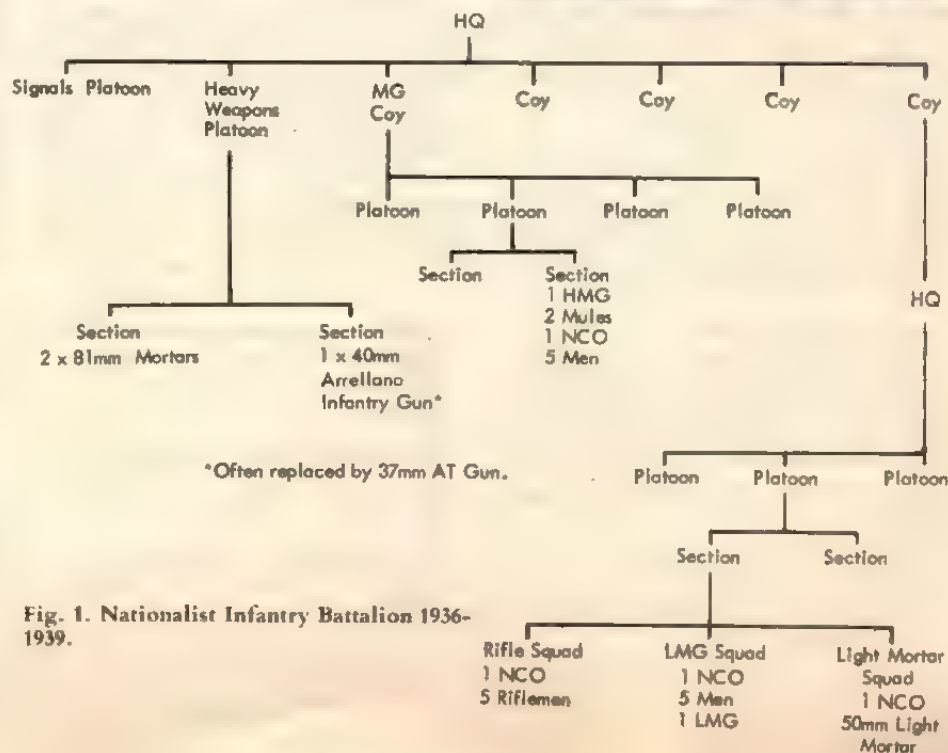 HQ
Signals Platoon
Heavy
Weapons
Platoon
MG
Coy
Coy
Coy
Coy
Coy
Platoon
Platoon
Platoon
Platoon
Section
Section
1 HMG
2 Mules
1 NCO
5 Men
HQ
Section
2 x 81mm Mortars
Section
1 x 40mm
Arrellano
Infantry Gun*
*Often replaced by 37mm AT Gun.
Platoon
Platoon
Platoon
Section
Section
Fig. 1. Nationalist Infantry Battalion 1936-
1939.
Rifle Squad
1 NCO
5 Riflemen
LMG Squad
1 NCO
5 Men
1 LMG
Light Mortar
Squad
1 NCO
50mm Light
Mortar